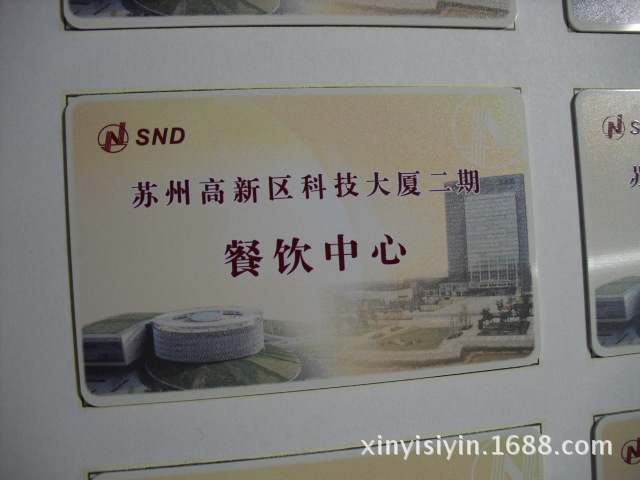 SND
苏州高新区科技大厦二期
餐饮中心
S
苏
xinyisiyin.1688.com